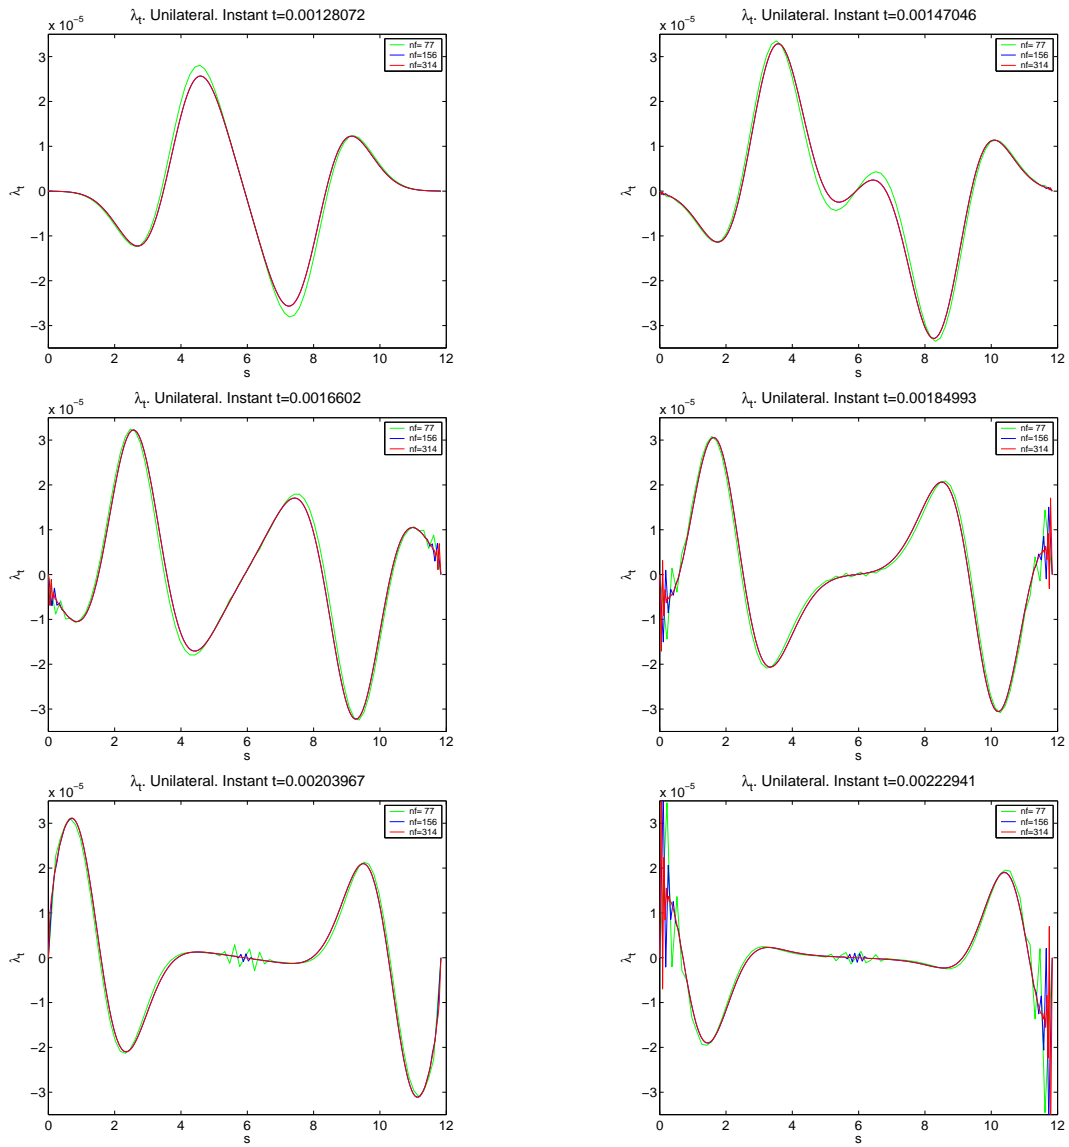 λt. Unilateral. Instant t=0.00128072
x 10⁻⁵
3
2
1
0
−1
−2
−3
λt
0 2 4 6 8 10 12
s
nf= 77
nf=156
nf=314
λt. Unilateral. Instant t=0.00147046
x 10⁻⁵
3
2
1
0
−1
−2
−3
λt
0 2 4 6 8 10 12
s
nf= 77
nf=156
nf=314
λt. Unilateral. Instant t=0.0016602
x 10⁻⁵
3
2
1
0
−1
−2
−3
λt
0 2 4 6 8 10 12
s
nf= 77
nf=156
nf=314
λt. Unilateral. Instant t=0.00184993
x 10⁻⁵
3
2
1
0
−1
−2
−3
λt
0 2 4 6 8 10 12
s
nf= 77
nf=156
nf=314
λt. Unilateral. Instant t=0.00203967
x 10⁻⁵
3
2
1
0
−1
−2
−3
λt
0 2 4 6 8 10 12
s
nf= 77
nf=156
nf=314
λt. Unilateral. Instant t=0.00222941
x 10⁻⁵
3
2
1
0
−1
−2
−3
λt
0 2 4 6 8 10 12
s
nf= 77
nf=156
nf=314